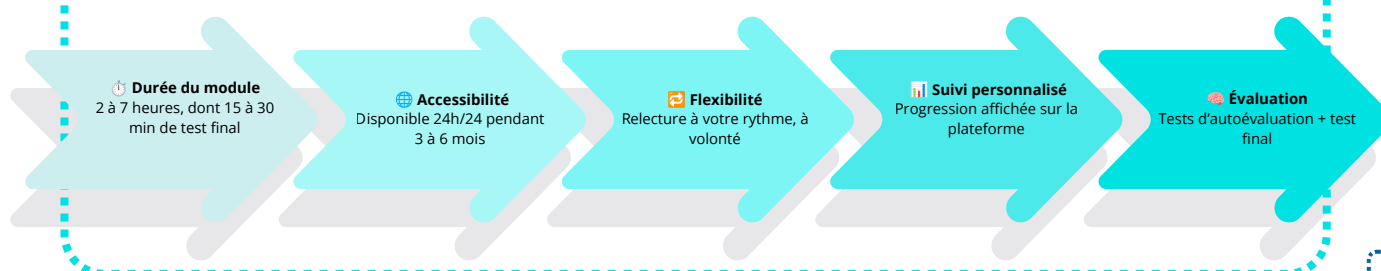 ⏱️ Durée du module
2 à 7 heures, dont 15 à 30
min de test final
🌐 Accessibilité
Disponible 24h/24 pendant
3 à 6 mois
🔁 Flexibilité
Relecture à votre rythme, à
volonté
📊 Suivi personnalisé
Progression affichée sur la
plateforme
🧠 Évaluation
Tests d’autoévaluation + test
final